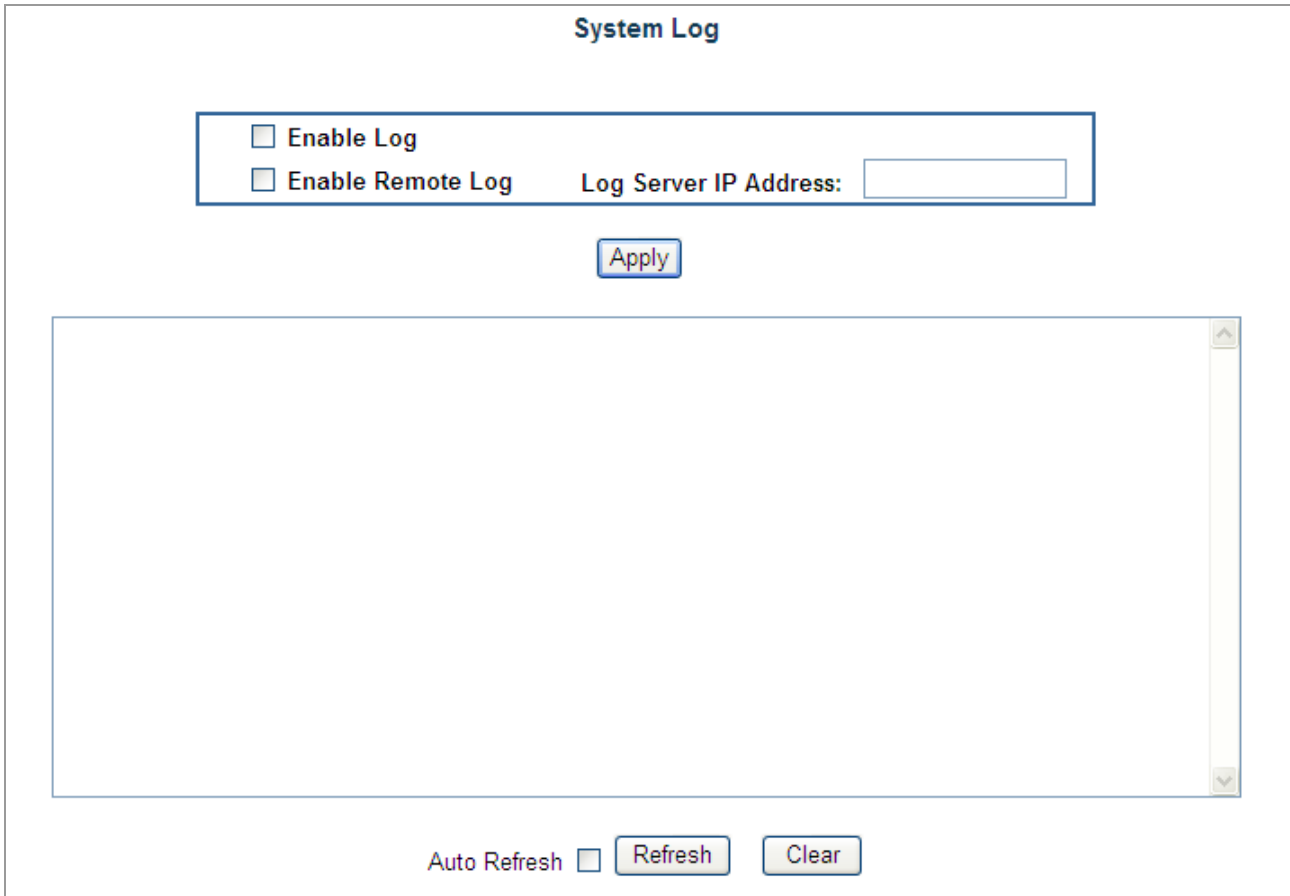 System Log
Enable Log
Enable Remote Log Log Server IP Address:
Apply
Auto Refresh Refresh Clear